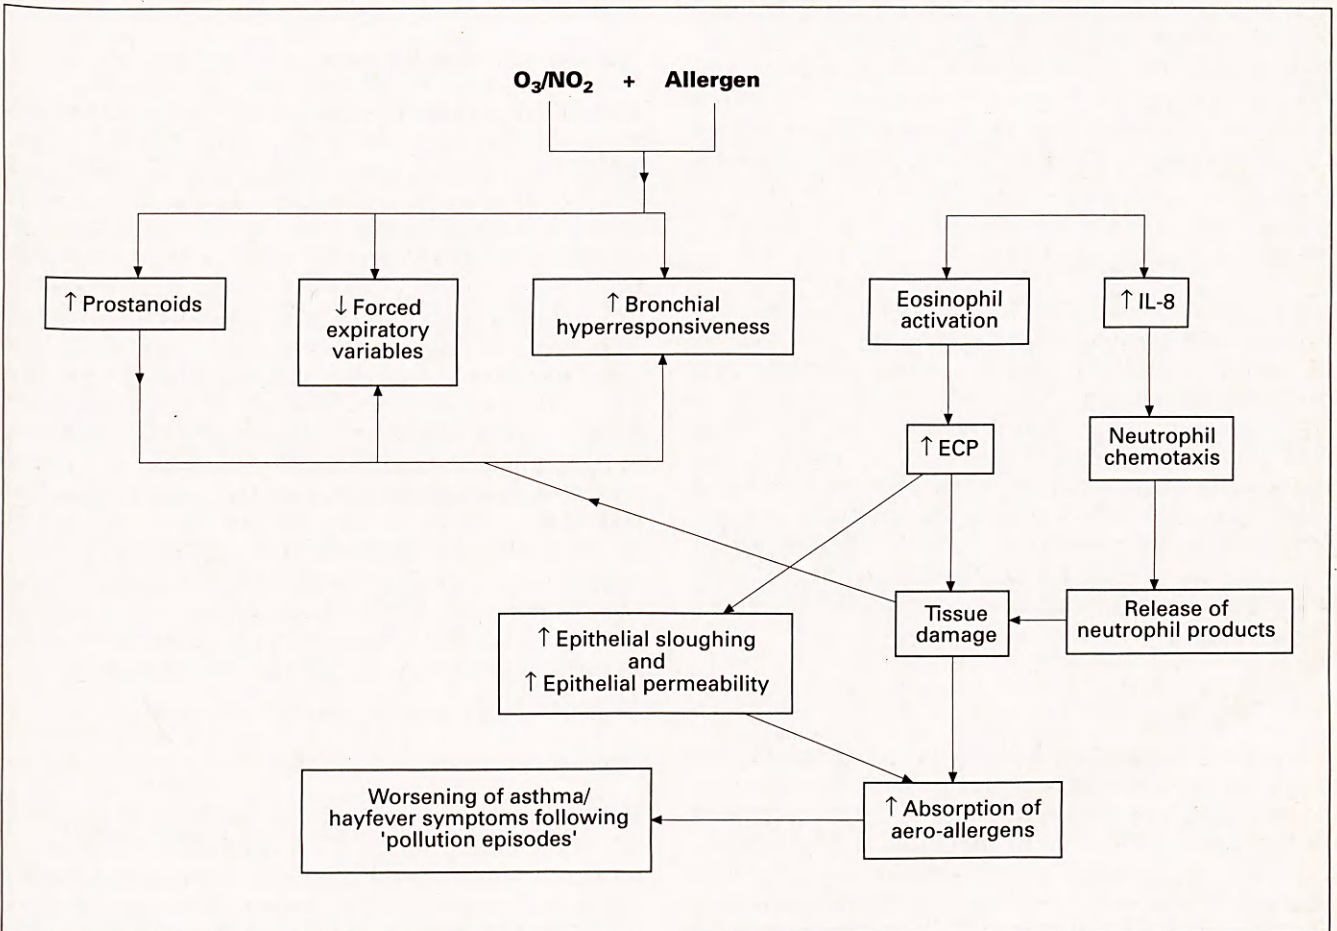 O₃/NO₂ + Allergen
↑ Prostanoids
↓ Forced
expiratory
variables
↑ Bronchial
hyperresponsiveness
Eosinophil
activation
↑ IL-8
↑ ECP
Neutrophil
chemotaxis
↑ Epithelial sloughing
and
↑ Epithelial permeability
Tissue
damage
Release of
neutrophil products
Worsening of asthma/
hayfever symptoms following
'pollution episodes'
↑ Absorption of
aero-allergens